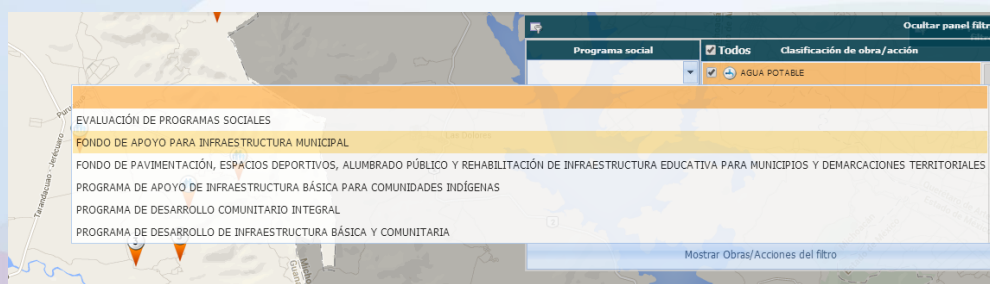 Ocultar panel filtr
Programa social
Todos
Clasificación de obra/acción
AGUA POTABLE
EVALUACIÓN DE PROGRAMAS SOCIALES
FONDO DE APOYO PARA INFRAESTRUCTURA MUNICIPAL
FONDO DE PAVIMENTACIÓN, ESPACIOS DEPORTIVOS, ALUMBRADO PÚBLICO Y REHABILITACIÓN DE INFRAESTRUCTURA EDUCATIVA PARA MUNICIPIOS Y DEMARCACIONES TERRITORIALES
PROGRAMA DE APOYO DE INFRAESTRUCTURA BÁSICA PARA COMUNIDADES INDÍGENAS
PROGRAMA DE DESARROLLO COMUNITARIO INTEGRAL
PROGRAMA DE DESARROLLO DE INFRAESTRUCTURA BÁSICA Y COMUNITARIA
Tarandacuao - Jerécuaro
Mostrar Obras/Acciones del filtro